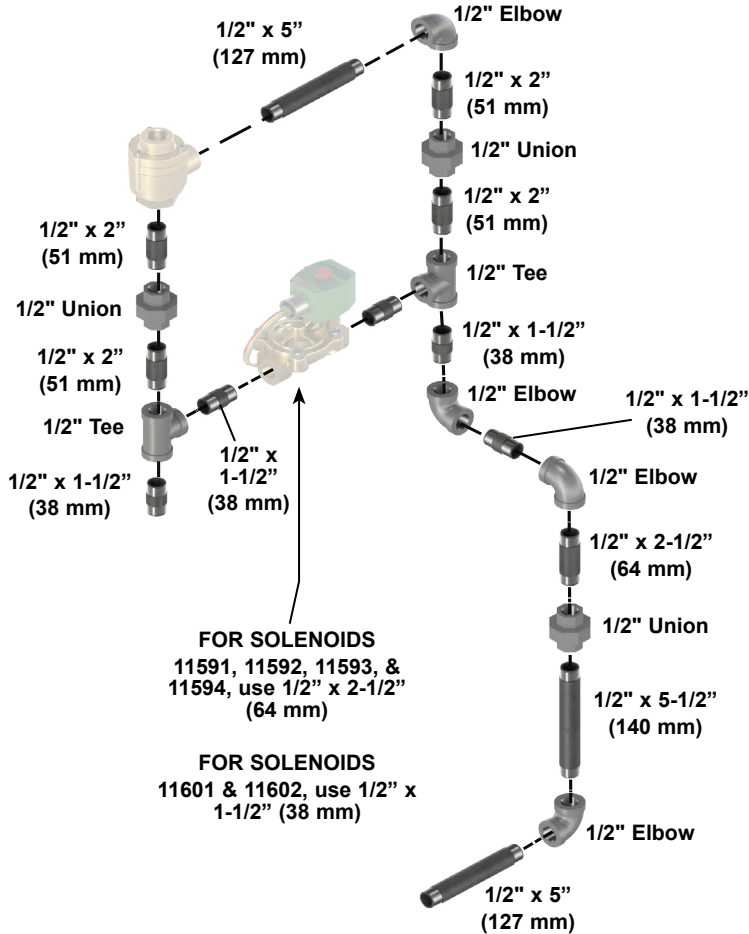 1/2" x 5”
(127 mm)
1/2" Elbow
1/2" x 2”
(51 mm)
1/2" Union
1/2" x 2”
(51 mm)
1/2" Tee
1/2" x 1-1/2”
(38 mm)
1/2" Elbow
1/2" x 1-1/2”
(38 mm)
1/2" Elbow
1/2" x 2-1/2”
(64 mm)
1/2" Union
1/2" x 5-1/2”
(140 mm)
1/2" Elbow
1/2" x 5”
(127 mm)
1/2" x 2”
(51 mm)
1/2" Union
1/2" x 2”
(51 mm)
1/2" Tee
1/2" x 1-1/2”
(38 mm)
1/2" x
1-1/2”
(38 mm)
FOR SOLENOIDS
11591, 11592, 11593, &
11594, use 1/2” x 2-1/2”
(64 mm)
FOR SOLENOIDS
11601 & 11602, use 1/2” x
1-1/2” (38 mm)